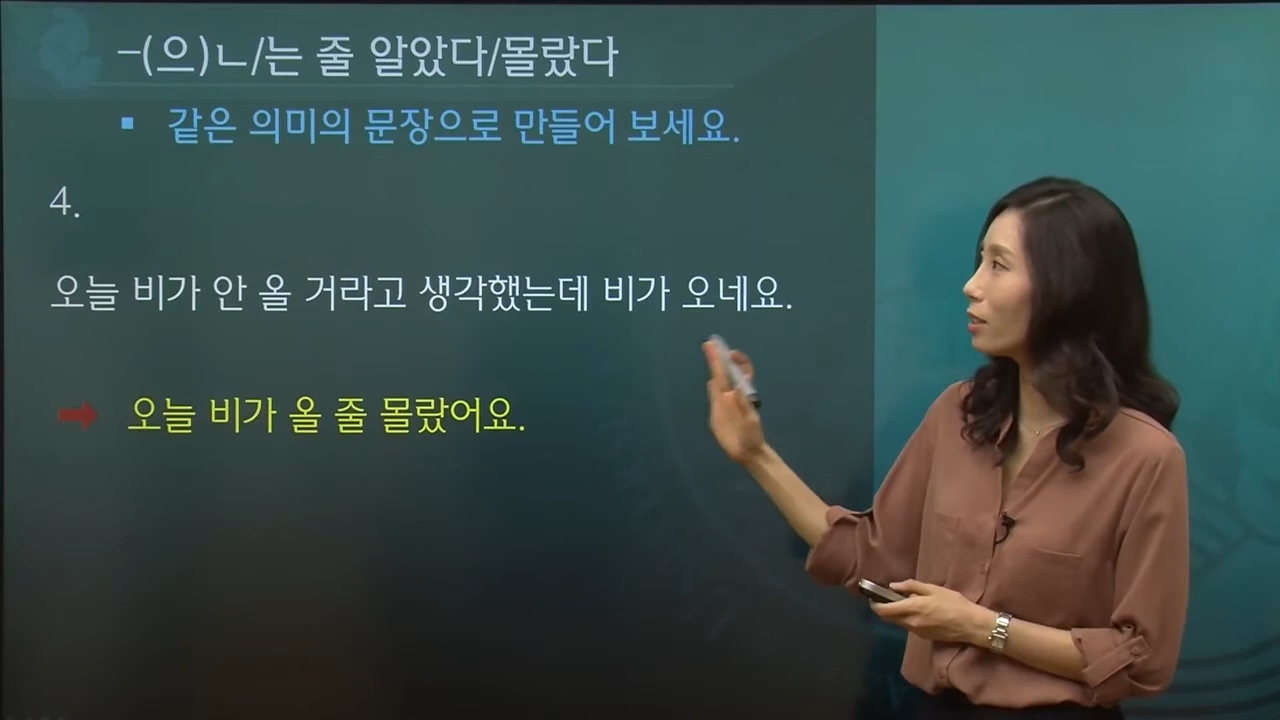 -(으)ㄴ/는 줄 알았다/몰랐다
▪ 같은 의미의 문장으로 만들어 보세요.
4.
오늘 비가 안 올 거라고 생각했는데 비가 오네요.
➡ 오늘 비가 올 줄 몰랐어요.